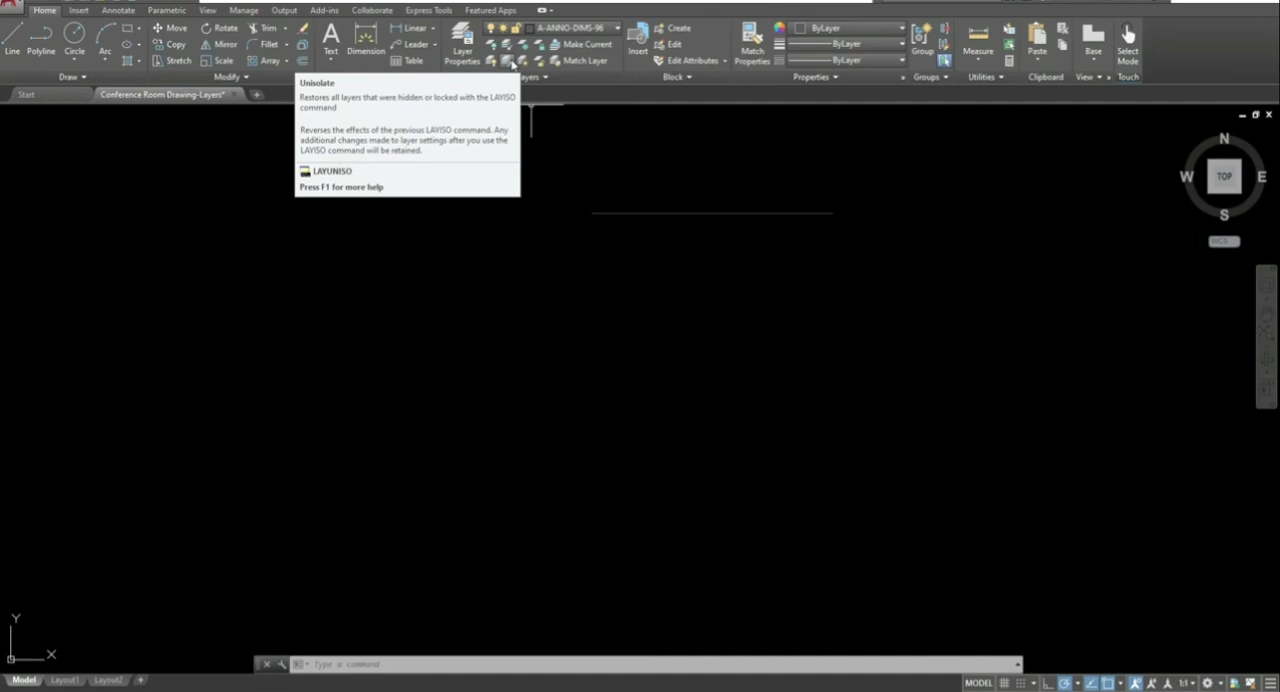 Home Insert Annotate Parametric View Manage Output Add-ins Collaborate Express Tools Featured Apps
Line Polyline Circle Arc
Move Rotate Trim
Copy Mirror Fillet
Stretch Scale Array
Text Dimension
Linear
Leader
Table
Layer Properties
A-ANNO-DIMS-96
Make Current
Match Layer
Insert
Create
Edit
Edit Attributes
Match Properties
ByLayer
ByLayer
ByLayer
Group
Measure
Paste
Base
Select Mode
Draw Modify ayers Block Properties Groups Utilities Clipboard View Touch
Start Conference Room Drawing-Layers*
Unisolate
Restores all layers that were hidden or locked with the LAYISO
command
Reverses the effects of the previous LAYISO command. Any
additional changes made to layer settings after you use the
LAYISO command will be retained.
LAYUNISO
Press F1 for more help
N
W TOP E
S
WCS
Y
X
Type a command
Model Layout1 Layout2
MODEL 1:1